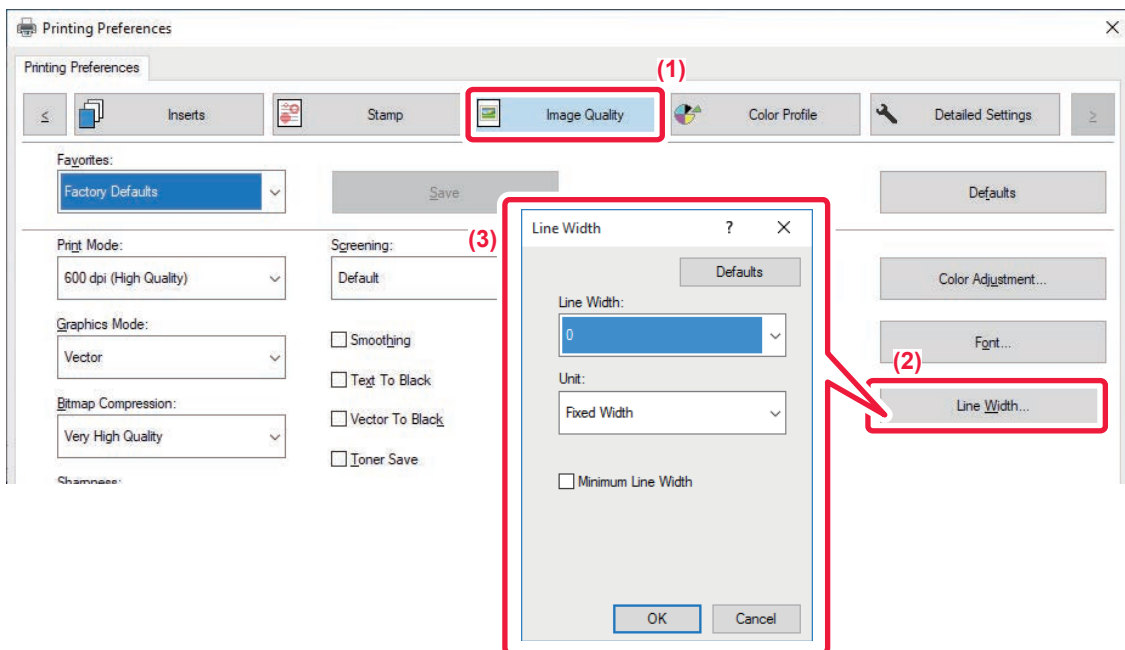 Printing Preferences
Printing Preferences
(1)
≤ Inserts Stamp Image Quality Color Profile Detailed Settings ≥
Favorites:
Factory Defaults Save Defaults
Print Mode: Screening:
600 dpi (High Quality) Default Color Adjustment...
Graphics Mode:
Vector Smoothing Font...
Text To Black
Bitmap Compression:
Very High Quality Vector To Black
Toner Save
Sharpness:
(2)
Line Width...
(3)
Line Width ?
Defaults
Line Width:
0
Unit:
Fixed Width
Minimum Line Width
OK Cancel